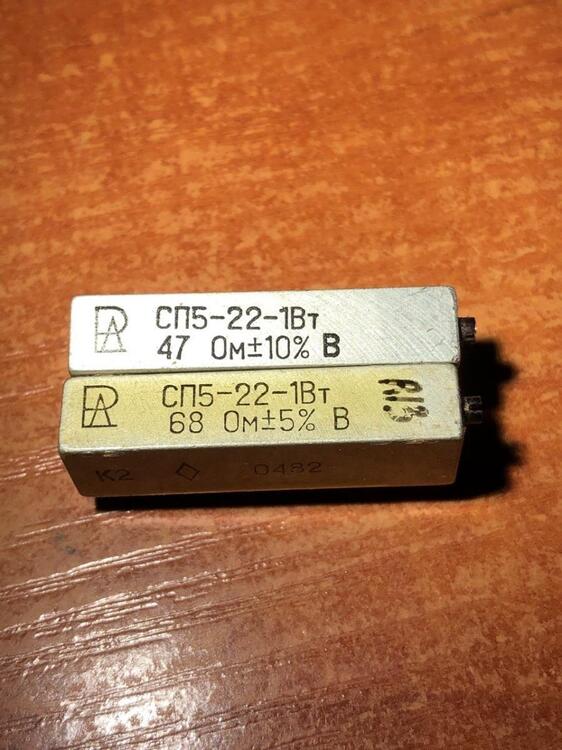 СП5-22-1Вт
47 Ом±10% В
СП5-22-1Вт
68 Ом±5% В
К2 0482